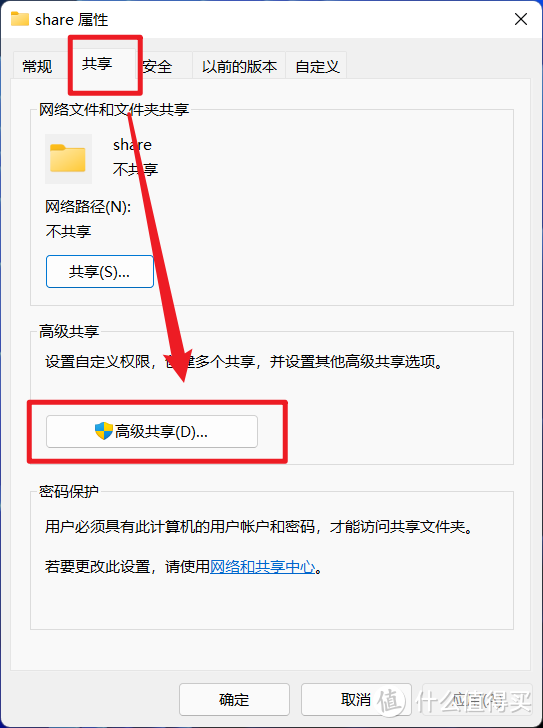 share 属性
常规
共享
安全
以前的版本
自定义
网络文件和文件夹共享
share
不共享
网络路径(N):
不共享
共享(S)...
高级共享
设置自定义权限，创建多个共享，并设置其他高级共享选项。
高级共享(D)...
密码保护
用户必须具有此计算机的用户帐户和密码，才能访问共享文件夹。
若要更改此设置，请使用网络和共享中心。
确定
取消
应用(A)
值 什么值得买